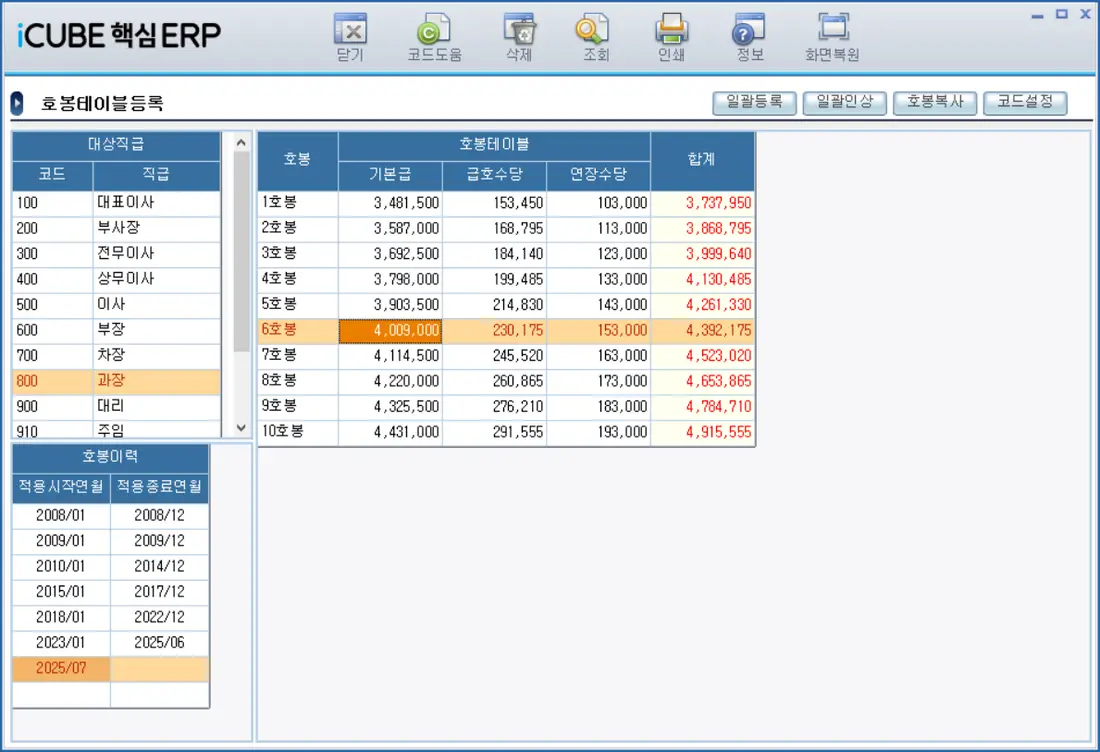 iCUBE 핵심 ERP
닫기 코드도움 삭제 조회 인쇄 정보 화면복원
호봉테이블등록
일괄등록 일괄인상 호봉복사 코드설정
대상직급
코드 직급
100 대표이사
200 부사장
300 전무이사
400 상무이사
500 이사
600 부장
700 차장
800 과장
900 대리
910 주임
호봉이력
적용시작연월 적용종료연월
2008/01 2008/12
2009/01 2009/12
2010/01 2014/12
2015/01 2017/12
2018/01 2022/12
2023/01 2025/06
2025/07
호봉 호봉테이블 합계
기본급 급호수당 연장수당
1호봉 3,481,500 153,450 103,000 3,737,950
2호봉 3,587,000 168,795 113,000 3,868,795
3호봉 3,692,500 184,140 123,000 3,999,640
4호봉 3,798,000 199,485 133,000 4,130,485
5호봉 3,903,500 214,830 143,000 4,261,330
6호봉 4,009,000 230,175 153,000 4,392,175
7호봉 4,114,500 245,520 163,000 4,523,020
8호봉 4,220,000 260,865 173,000 4,653,865
9호봉 4,325,500 276,210 183,000 4,784,710
10호봉 4,431,000 291,555 193,000 4,915,555